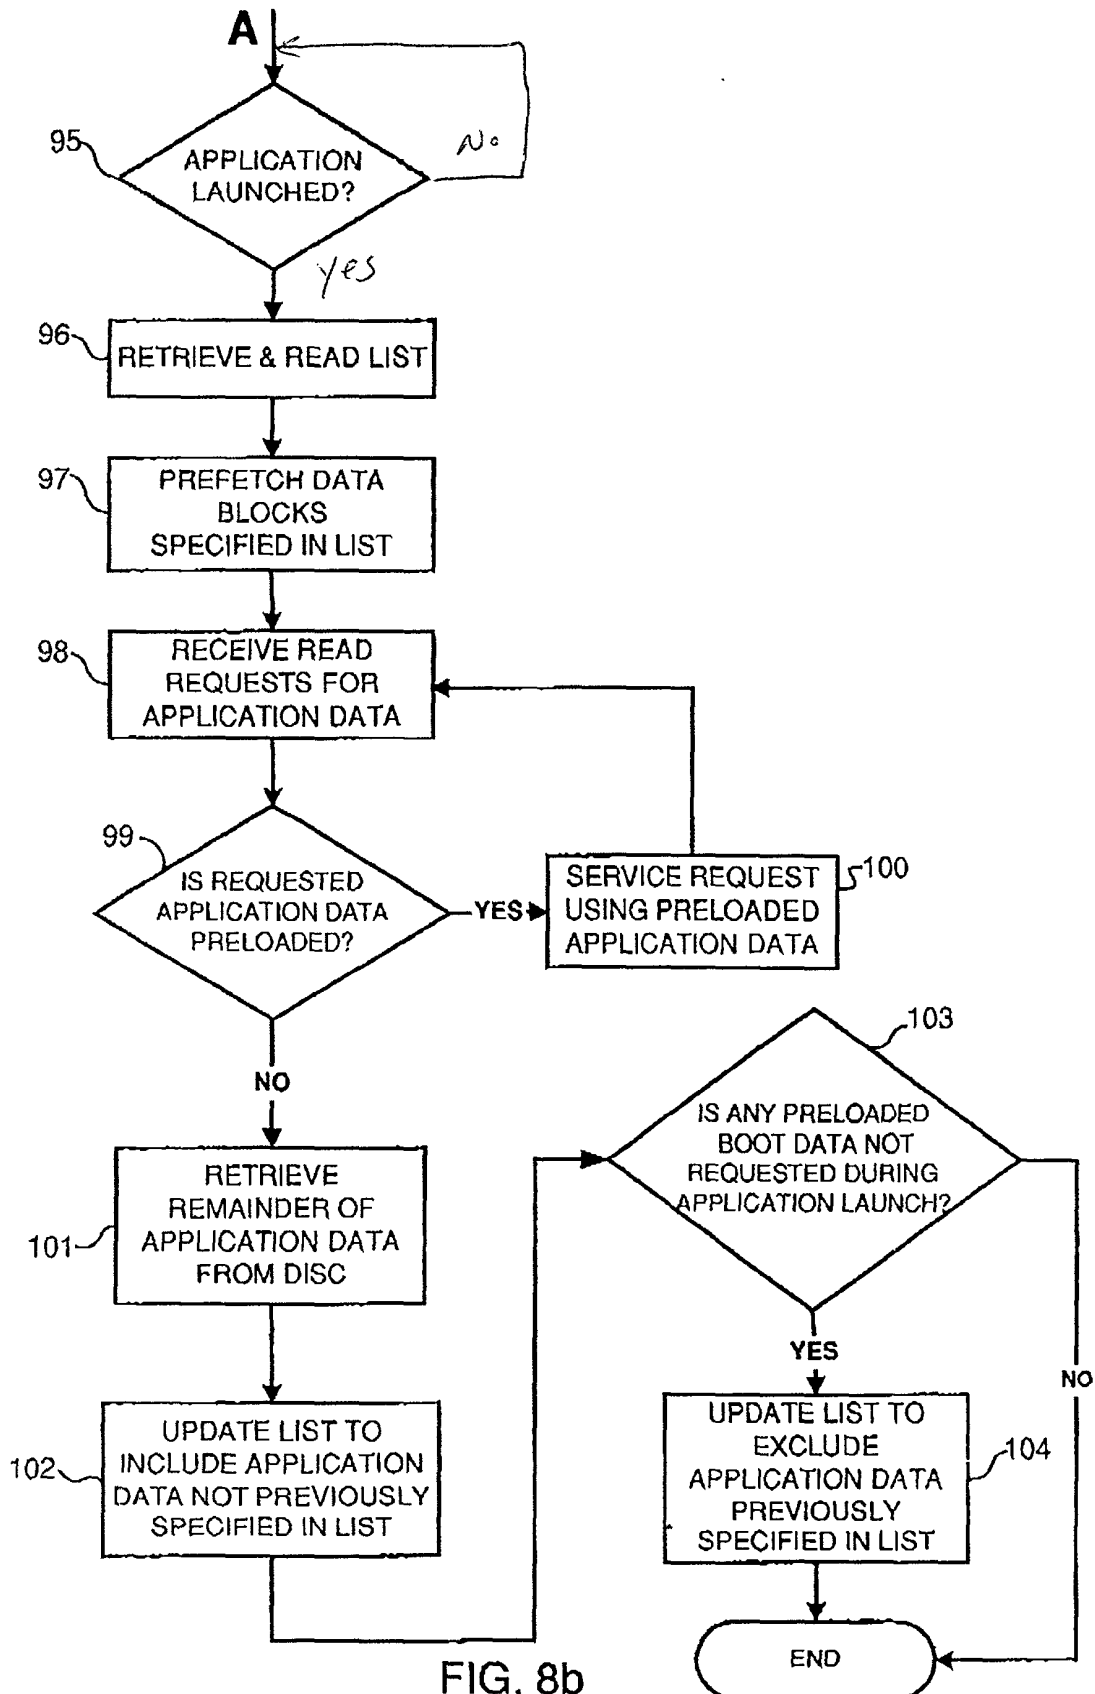 A
95
APPLICATION
LAUNCHED?
No
yes
96
RETRIEVE & READ LIST
97
PREFETCH DATA
BLOCKS
SPECIFIED IN LIST
98
RECEIVE READ
REQUESTS FOR
APPLICATION DATA
99
IS REQUESTED
APPLICATION DATA
PRELOADED?
YES
SERVICE REQUEST
USING PRELOADED
APPLICATION DATA
100
NO
101
RETRIEVE
REMAINDER OF
APPLICATION DATA
FROM DISC
102
UPDATE LIST TO
INCLUDE APPLICATION
DATA NOT PREVIOUSLY
SPECIFIED IN LIST
103
IS ANY PRELOADED
BOOT DATA NOT
REQUESTED DURING
APPLICATION LAUNCH?
YES
NO
UPDATE LIST TO
EXCLUDE
APPLICATION DATA
PREVIOUSLY
SPECIFIED IN LIST
104
END
FIG. 8b